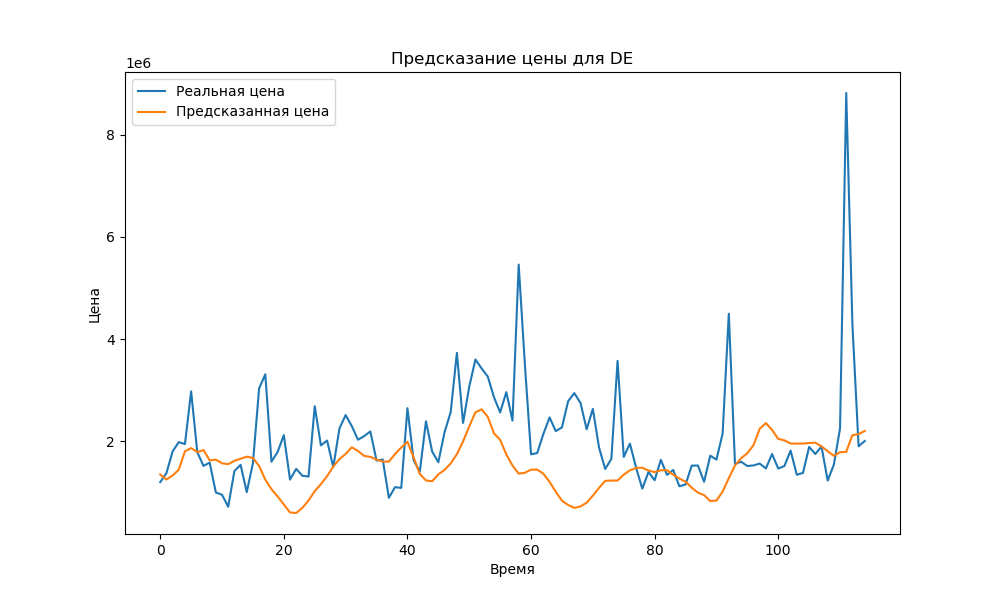 Предсказание цены для DE
1e6
Реальная цена
Предсказанная цена
8
6
4
2
Цена
0 20 40 60 80 100
Время